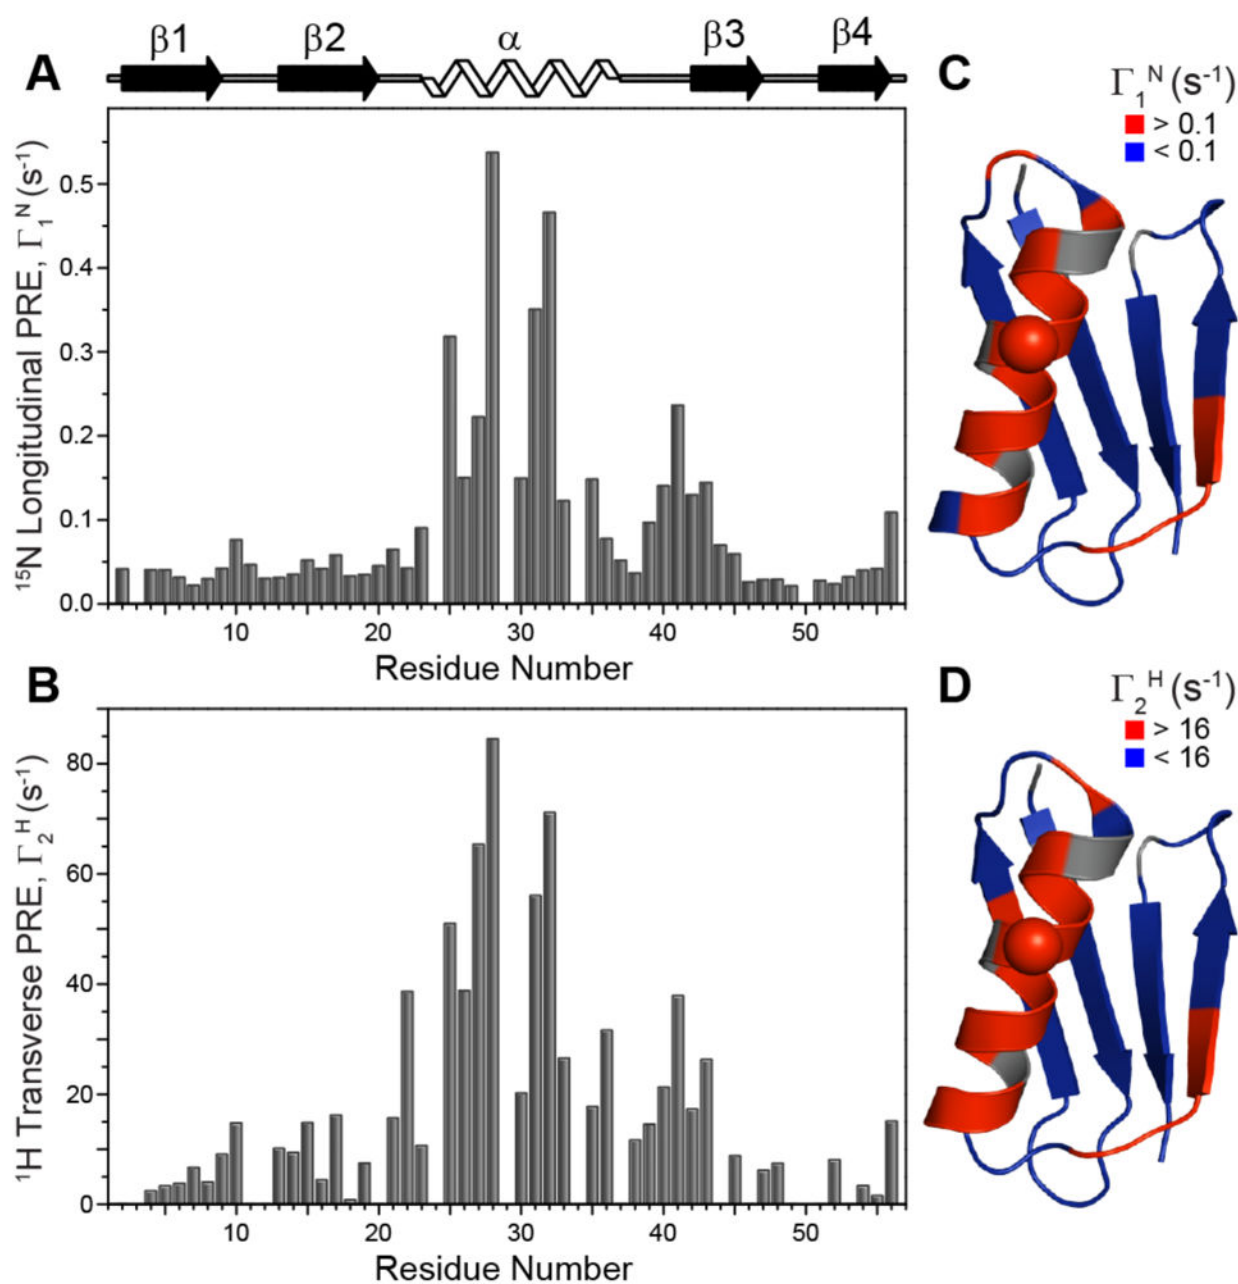 A
β1 β2 α β3 β4
¹⁵N Longitudinal PRE, Γ₁ᴺ (s⁻¹)
0.5
0.4
0.3
0.2
0.1
0.0
10 20 30 40 50
Residue Number
C
Γ₁ᴺ (s⁻¹)
> 0.1
< 0.1
B
¹H Transverse PRE, Γ₂ᴴ (s⁻¹)
80
60
40
20
0
10 20 30 40 50
Residue Number
D
Γ₂ᴴ (s⁻¹)
> 16
< 16